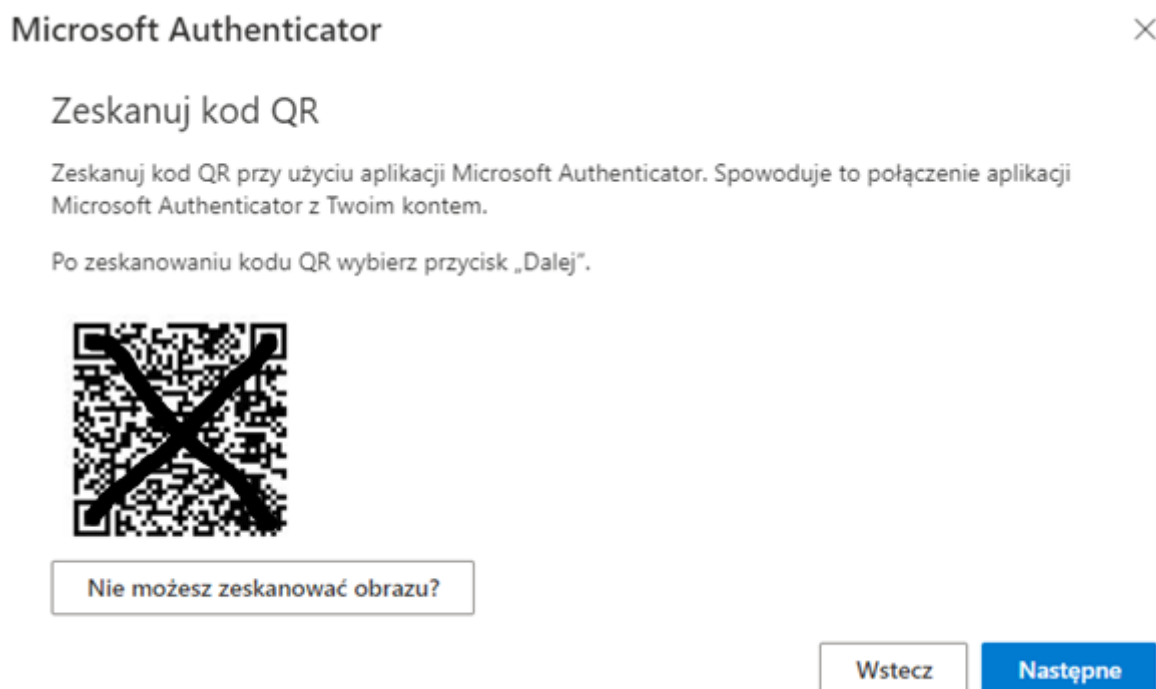 Microsoft Authenticator
Zeskanuj kod QR
Zeskanuj kod QR przy użyciu aplikacji Microsoft Authenticator. Spowoduje to połączenie aplikacji
Microsoft Authenticator z Twoim kontem.
Po zeskanowaniu kodu QR wybierz przycisk „Dalej”.
Nie możesz zeskanować obrazu?
Wstecz
Następne